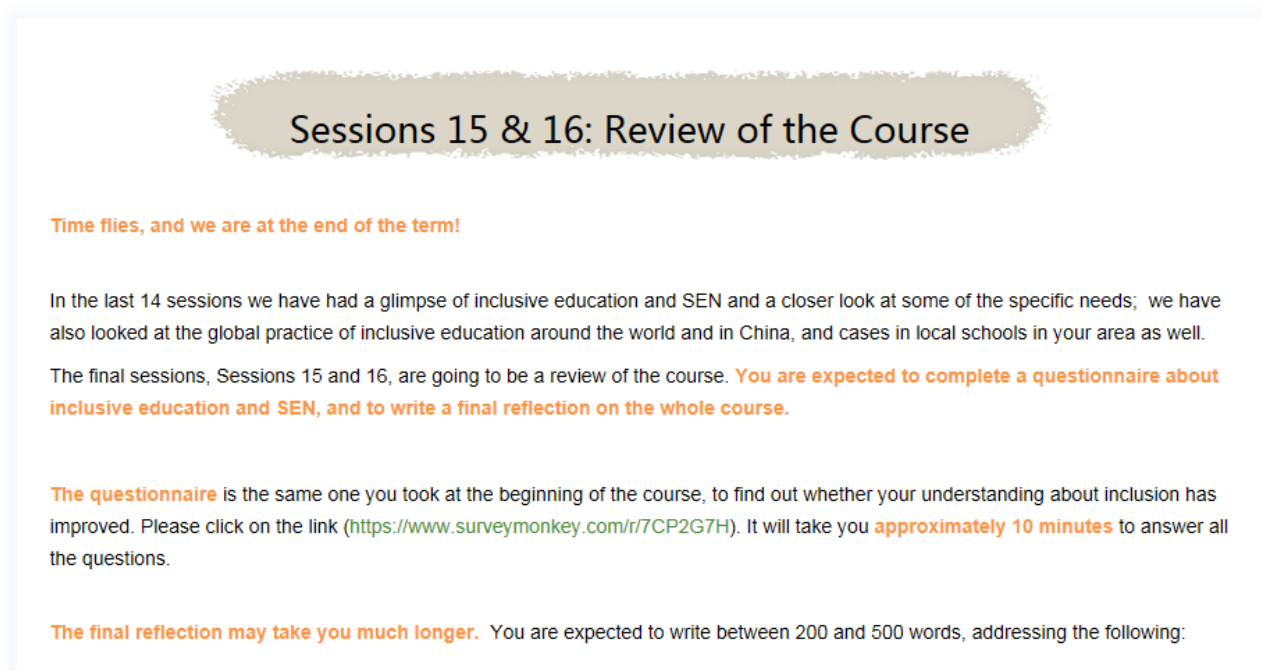 Sessions 15 & 16: Review of the Course
Time flies, and we are at the end of the term!
In the last 14 sessions we have had a glimpse of inclusive education and SEN and a closer look at some of the specific needs;  we have
also looked at the global practice of inclusive education around the world and in China, and cases in local schools in your area as well.
The final sessions, Sessions 15 and 16, are going to be a review of the course. You are expected to complete a questionnaire about
inclusive education and SEN, and to write a final reflection on the whole course.
The questionnaire is the same one you took at the beginning of the course, to find out whether your understanding about inclusion has
improved. Please click on the link (https://www.surveymonkey.com/r/7CP2G7H). It will take you approximately 10 minutes to answer all
the questions.
The final reflection may take you much longer.  You are expected to write between 200 and 500 words, addressing the following: